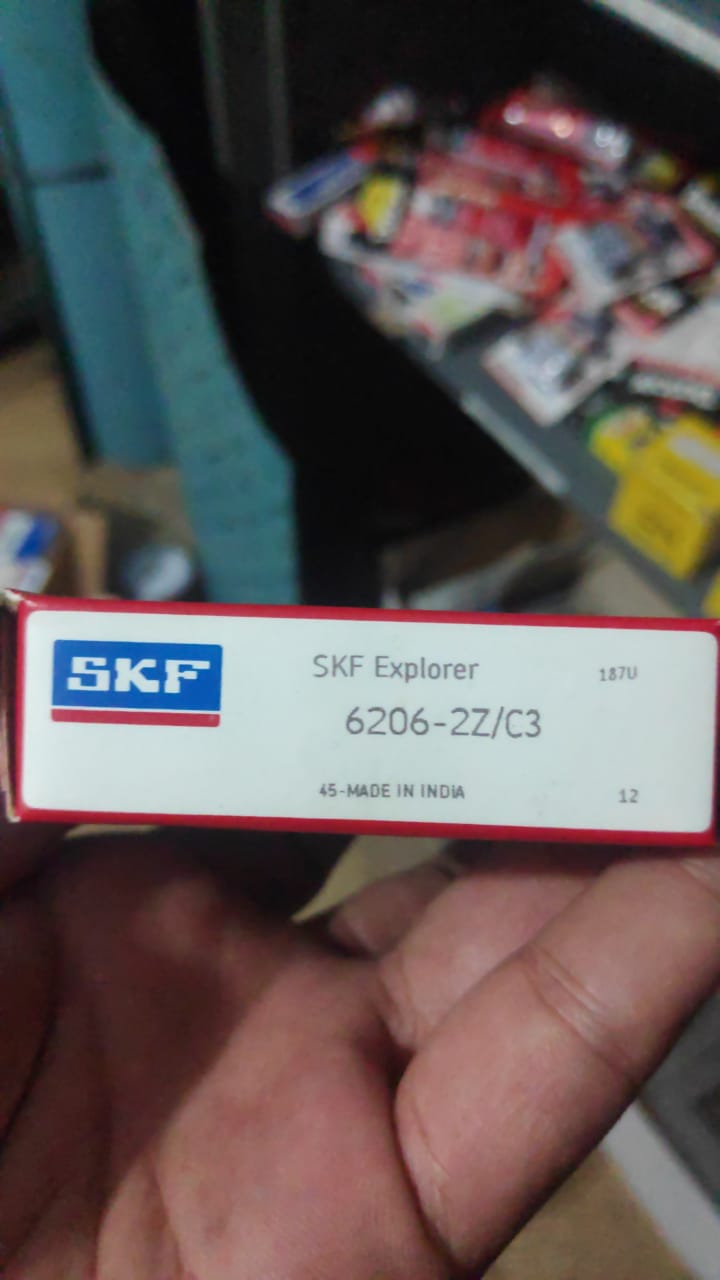 SKF
SKF Explorer
187U
6206-2Z/C3
45-MADE IN INDIA
12